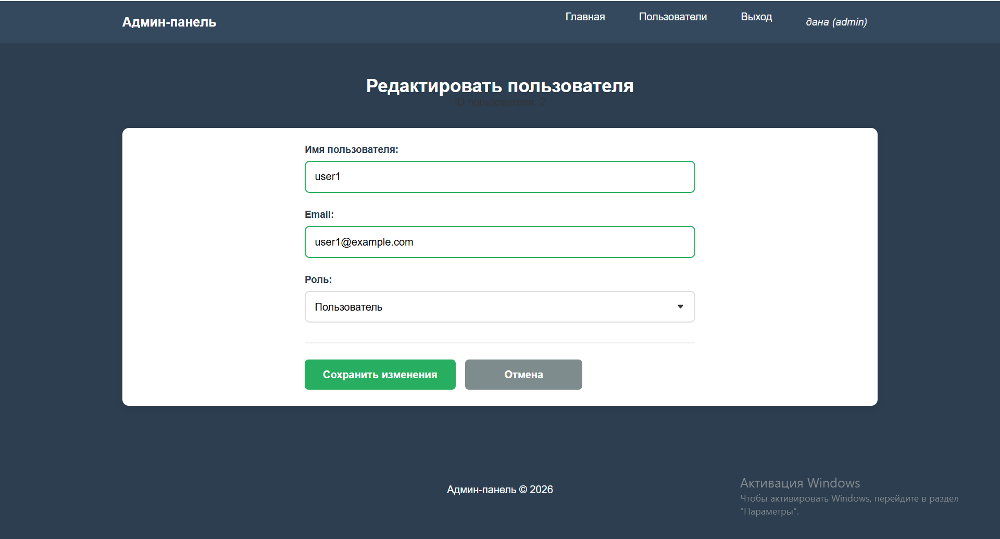 Админ-панель
Главная
Пользователи
Выход
дана (admin)
Редактировать пользователя
ID пользователя: 2
Имя пользователя:
user1
Email:
user1@example.com
Роль:
Пользователь
Сохранить изменения
Отмена
Админ-панель © 2026
Активация Windows
Чтобы активировать Windows, перейдите в раздел
"Параметры".